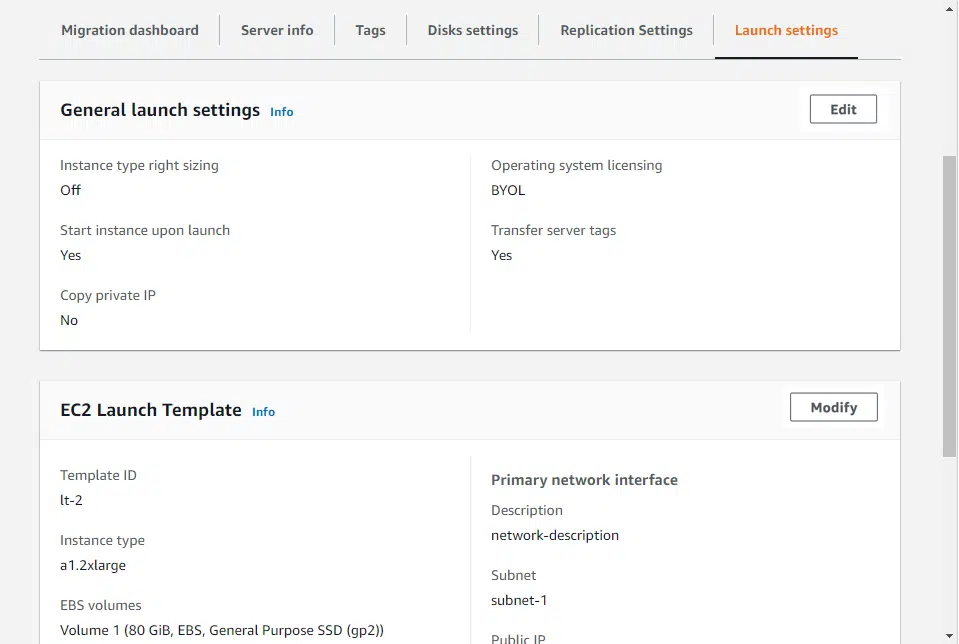 Migration dashboard Server info Tags Disks settings Replication Settings Launch settings
General launch settings Info Edit
Instance type right sizing
Off
Start instance upon launch
Yes
Copy private IP
No
Operating system licensing
BYOL
Transfer server tags
Yes
EC2 Launch Template Info Modify
Template ID
lt-2
Instance type
a1.2xlarge
EBS volumes
Volume 1 (80 GiB, EBS, General Purpose SSD (gp2))
Primary network interface
Description
network-description
Subnet
subnet-1
Public IP